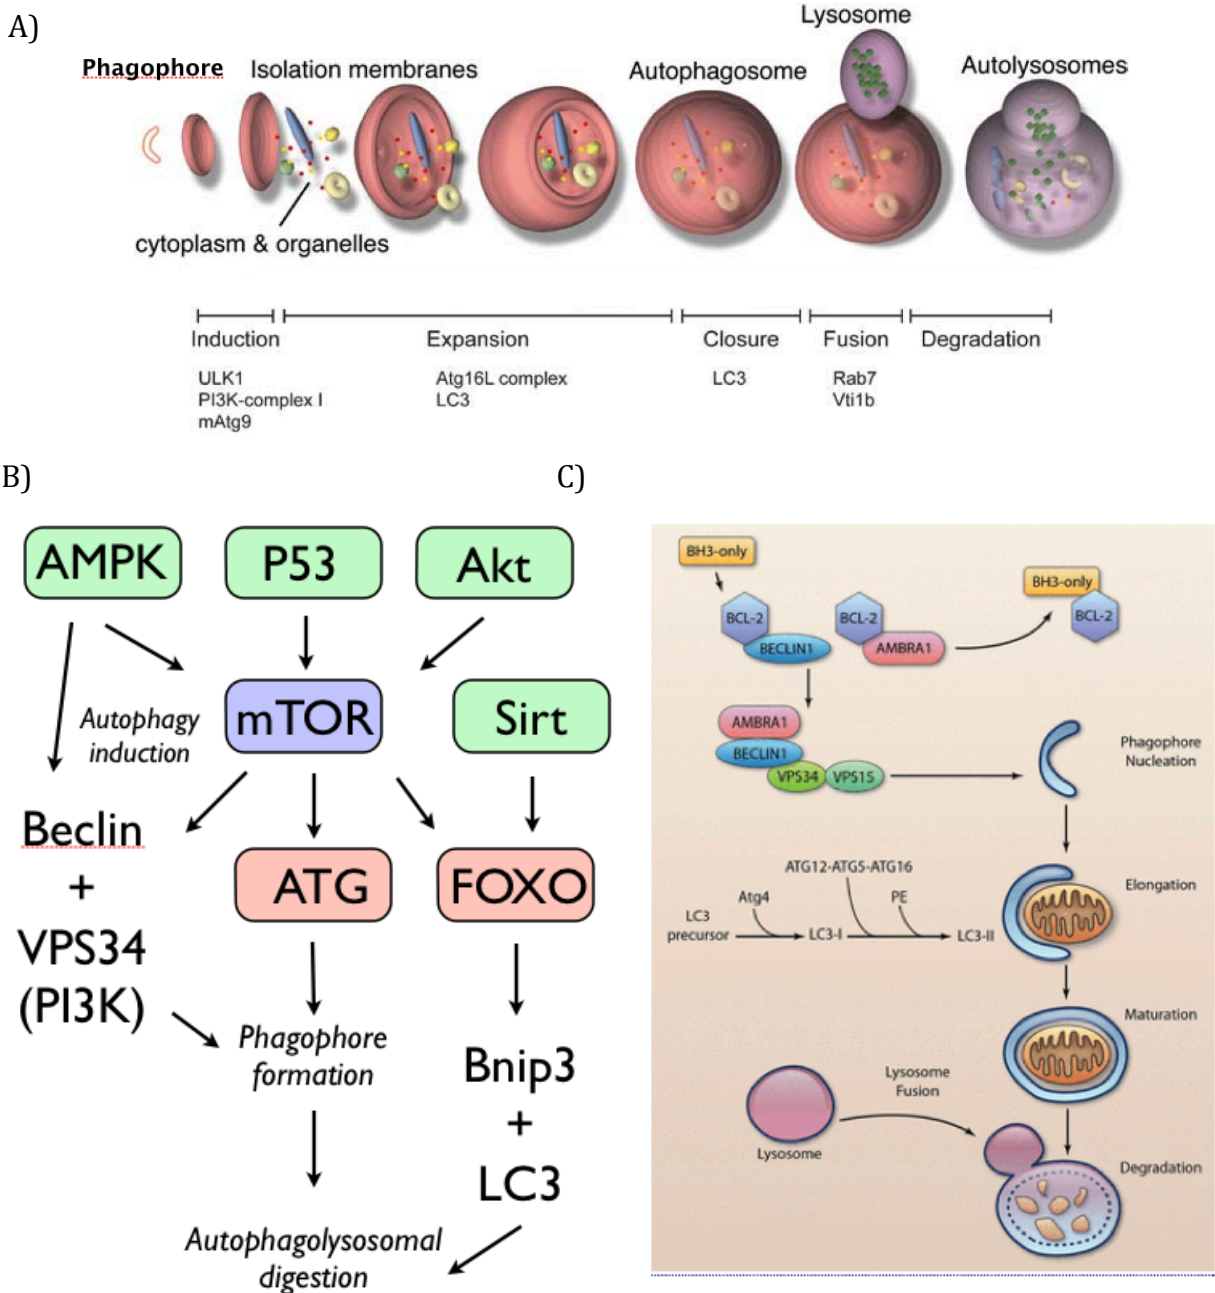 A)
Lysosome
Phagophore
Isolation membranes
Autophagosome
Autolysosomes
cytoplasm & organelles
Induction
Expansion
Closure
Fusion
Degradation
ULK1
PI3K-complex I
mAtg9
Atg16L complex
LC3
LC3
Rab7
Vti1b
B)
AMPK
P53
Akt
mTOR
Sirt
Autophagy
induction
Beclin
+
VPS34
(PI3K)
ATG
FOXO
Phagophore
formation
Bnip3
+
LC3
Autophagolysosomal
digestion
C)
BH3-only
BCL-2
BECLIN1
BCL-2
AMBRA1
BH3-only
BCL-2
AMBRA1
BECLIN1
VPS34
VPS15
Phagophore
Nucleation
ATG12-ATG5-ATG16
Atg4
PE
LC3
precursor
LC3-I
LC3-II
Elongation
Maturation
Lysosome
Fusion
Lysosome
Degradation